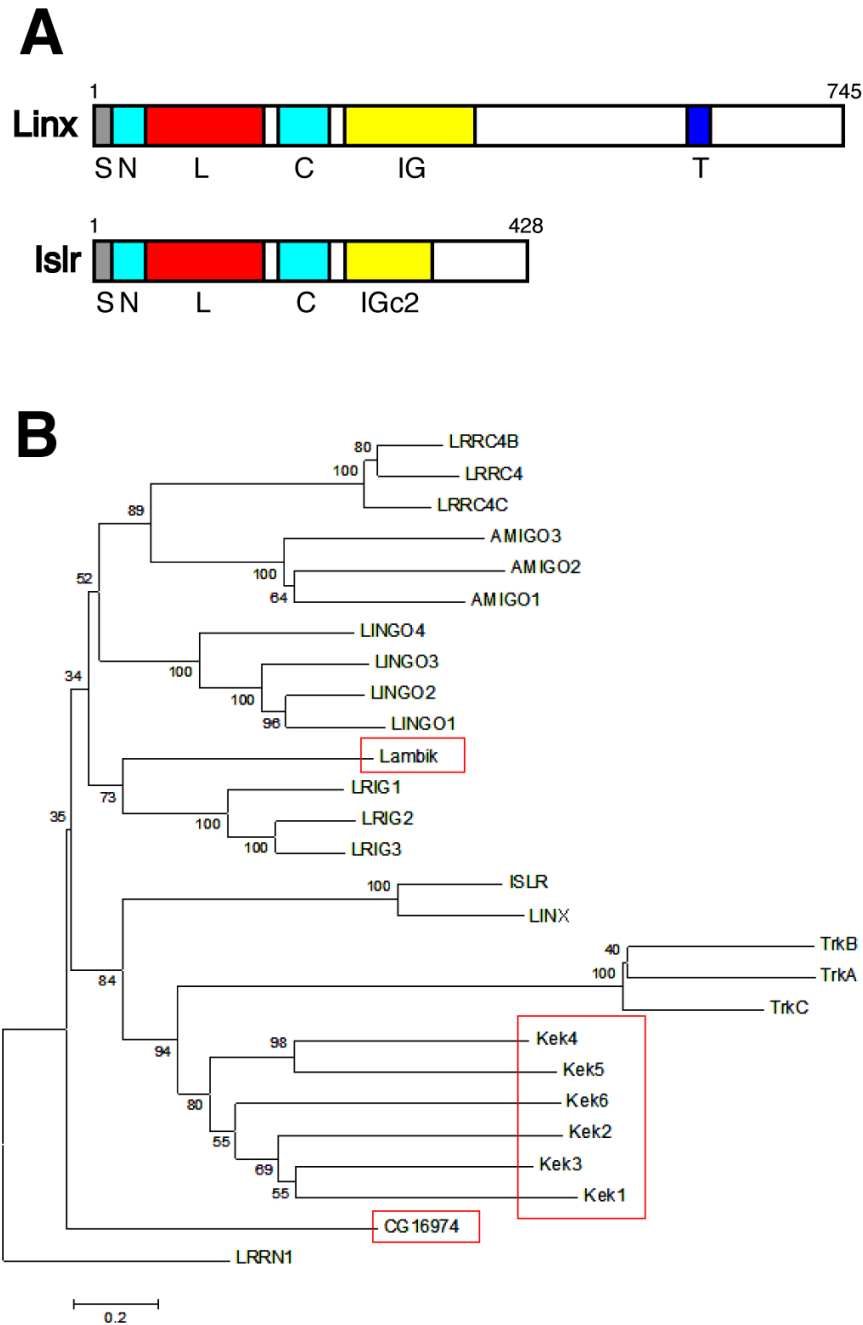 A
1 745
Linx
S N L C IG T
1 428
Islr
S N L C IGc2
B
80 LRRC4B
100 LRRC4
LRRC4C
89
AMIGO3
100 AMIGO2
64 AMIGO1
52
LINGO4
100 LINGO3
100 LINGO2
96 LINGO1
34
Lambik
73 LRIG1
100 LRIG2
100 LRIG3
35
100 ISLR
LINX
40 TrkB
100 TrkA
TrkC
84
94
98 Kek4
Kek5
80 Kek6
55 Kek2
69 Kek3
55 Kek1
CG16974
LRRN1
0.2